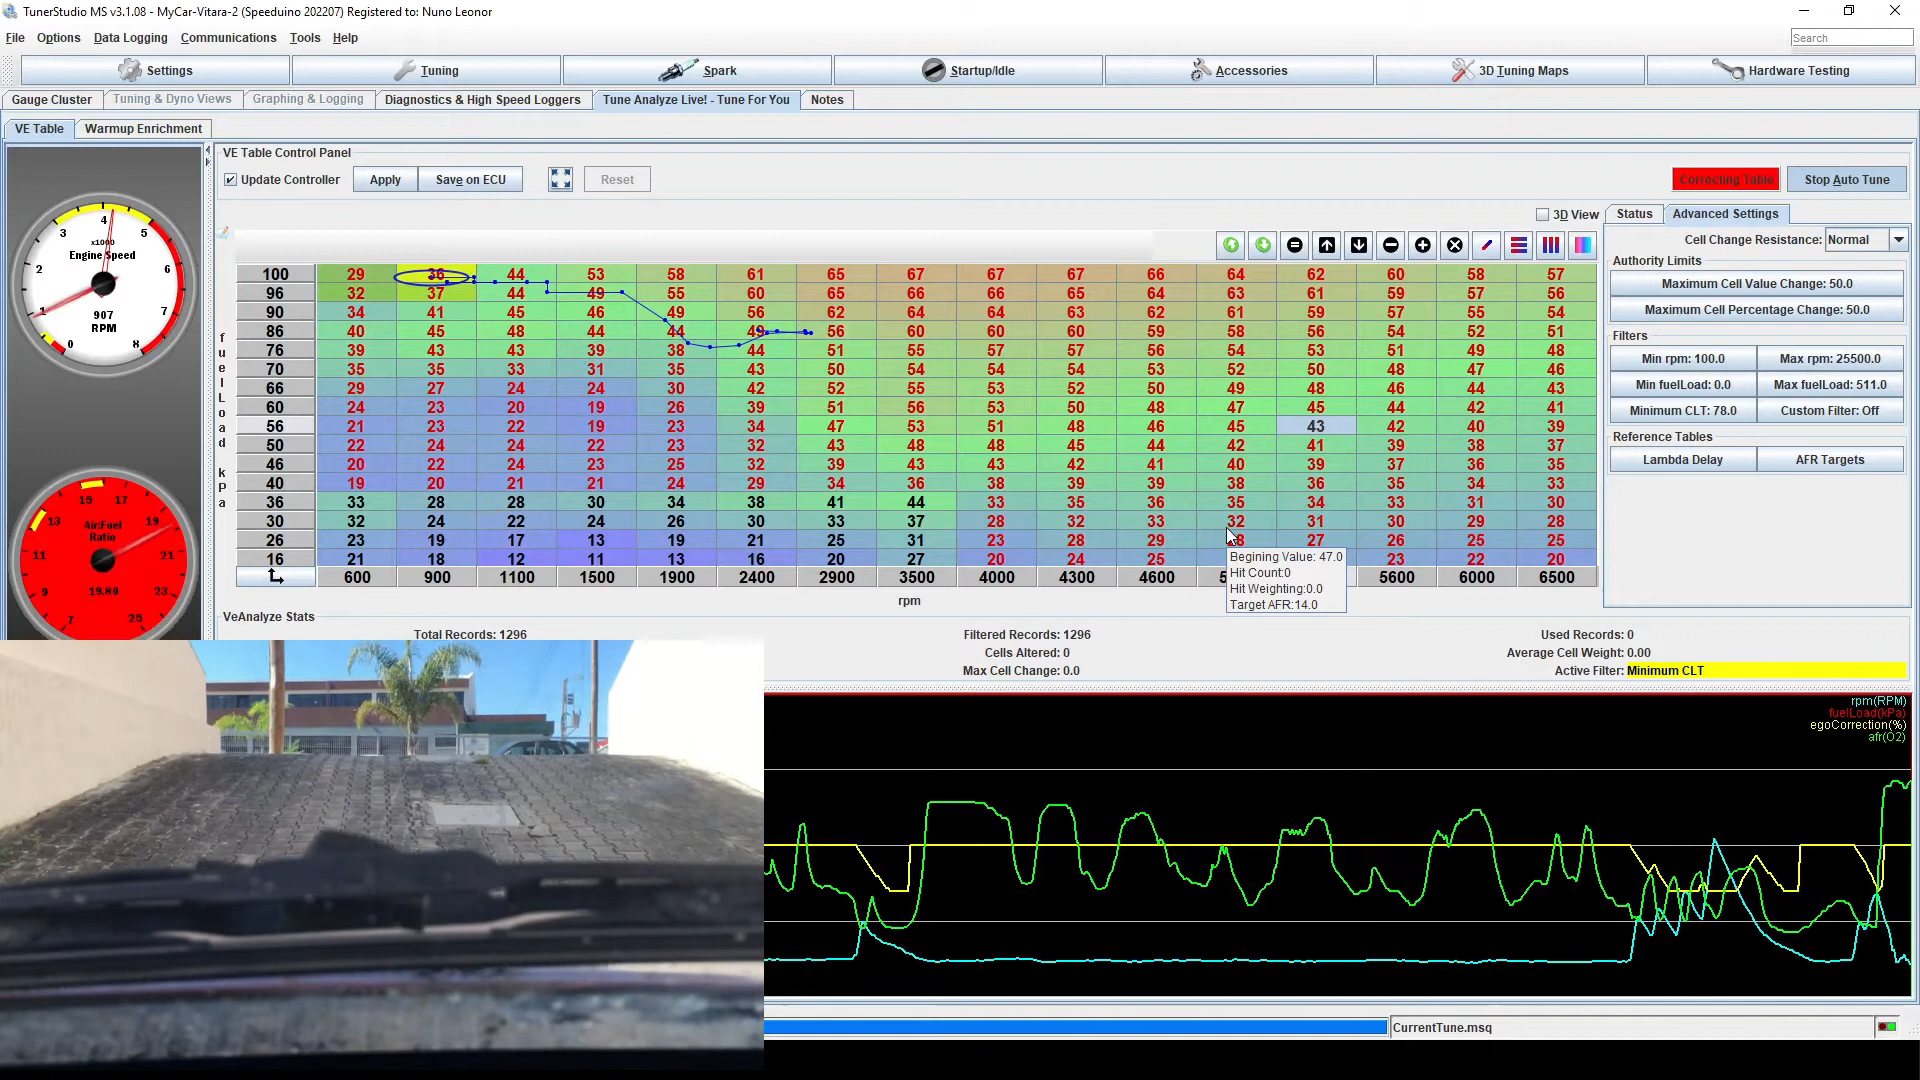 TunerStudio MS v3.1.08 - MyCar-Vitara-2 (Speeduino 202207) Registered to: Nuno Leonor
File Options Data Logging Communications Tools Help
Search
Settings Tuning Spark Startup/Idle Accessories 3D Tuning Maps Hardware Testing
Gauge Cluster Tuning & Dyno Views Graphing & Logging Diagnostics & High Speed Loggers Tune Analyze Live! - Tune For You Notes
VE Table Warmup Enrichment
VE Table Control Panel
Update Controller Apply Save on ECU Reset
Correcting Table Stop Auto Tune
3D View Status Advanced Settings
Cell Change Resistance: Normal
Authority Limits
Maximum Cell Value Change: 50.0
Maximum Cell Percentage Change: 50.0
Filters
Min rpm: 100.0 Max rpm: 25500.0
Min fuelLoad: 0.0 Max fuelLoad: 511.0
Minimum CLT: 78.0 Custom Filter: Off
Reference Tables
Lambda Delay AFR Targets
0 1 2 3 4 5 6 7 8
x1000
Engine Speed
907
RPM
7 9 11 13 15 17 19 21 23 25
Air:Fuel
Ratio
19.80
fuelLoad kPa
100 29 36 44 53 58 61 65 67 67 67 66 64 62 60 58 57
96 32 37 44 49 55 60 65 66 66 65 64 63 61 59 57 56
90 34 41 45 46 49 56 62 64 64 63 62 61 59 57 55 54
86 40 45 48 44 44 49 56 60 60 60 59 58 56 54 52 51
76 39 43 43 39 38 44 51 55 57 57 56 54 53 51 49 48
70 35 35 33 31 35 43 50 54 54 54 53 52 50 48 47 46
66 29 27 24 24 30 42 52 55 53 52 50 49 48 46 44 43
60 24 23 20 19 26 39 51 56 53 50 48 47 45 44 42 41
56 21 23 22 19 23 34 47 53 51 48 46 45 43 42 40 39
50 22 24 24 22 23 32 43 48 48 45 44 42 41 39 38 37
46 20 22 24 23 25 32 39 43 43 42 41 40 39 37 36 35
40 19 20 21 21 24 29 34 36 38 39 39 38 36 35 34 33
36 33 28 28 30 34 38 41 44 33 35 36 35 34 33 31 30
30 32 24 22 24 26 30 33 37 28 32 33 32 31 30 29 28
26 23 19 17 13 19 21 25 31 23 28 29 8 27 26 25 25
16 21 18 12 11 13 16 20 27 20 24 25 23 22 20
600 900 1100 1500 1900 2400 2900 3500 4000 4300 4600 5 5600 6000 6500
rpm
Begining Value: 47.0
Hit Count:0
Hit Weighting:0.0
Target AFR:14.0
VeAnalyze Stats
Total Records: 1296 Filtered Records: 1296 Used Records: 0
Cells Altered: 0 Average Cell Weight: 0.00
Max Cell Change: 0.0 Active Filter: Minimum CLT
rpm(RPM)
fuelLoad(kPa)
egoCorrection(%)
afr(O2)
CurrentTune.msq